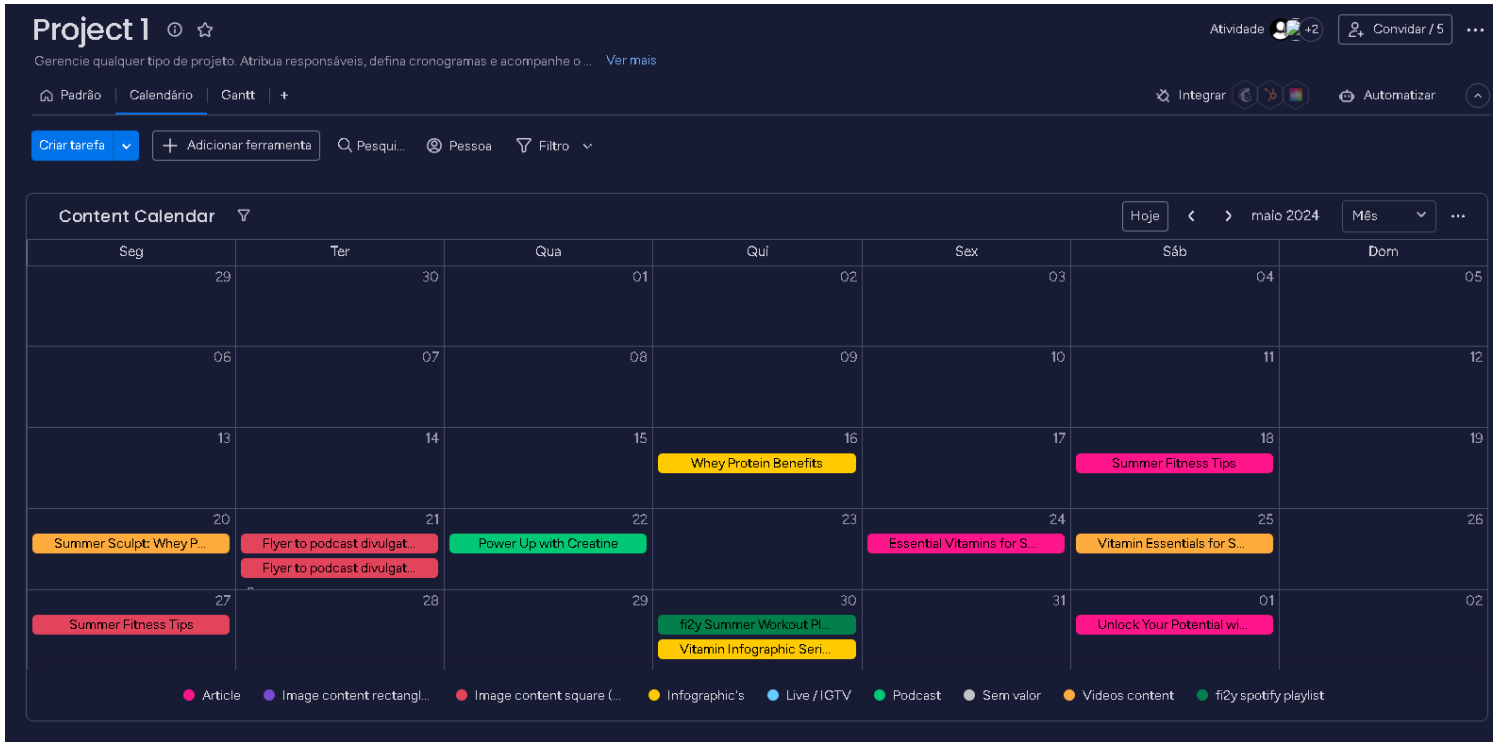 Project 1
Atividade +2 Convidar / 5
Gerencie qualquer tipo de projeto. Atribua responsáveis, defina cronogramas e acompanhe o ... Ver mais
Padrão Calendário Gantt +
Integrar Automatizar
Criar tarefa Adicionar ferramenta Pesqui... Pessoa Filtro
Content Calendar Hoje maio 2024 Mês
Seg Ter Qua Qui Sex Sáb Dom
29 30 01 02 03 04 05
06 07 08 09 10 11 12
13 14 15 16 17 18 19
Whey Protein Benefits Summer Fitness Tips
20 21 22 23 24 25 26
Summer Sculpt: Whey P... Flyer to podcast divulgat... Power Up with Creatine Essential Vitamins for S... Vitamin Essentials for S...
Flyer to podcast divulgat...
27 28 29 30 31 01 02
Summer Fitness Tips fi2y Summer Workout Pl... Unlock Your Potential wi...
Vitamin Infographic Seri...
Article Image content rectangl... Image content square (... Infographic's Live / IGTV Podcast Sem valor Videos content fi2y spotify playlist